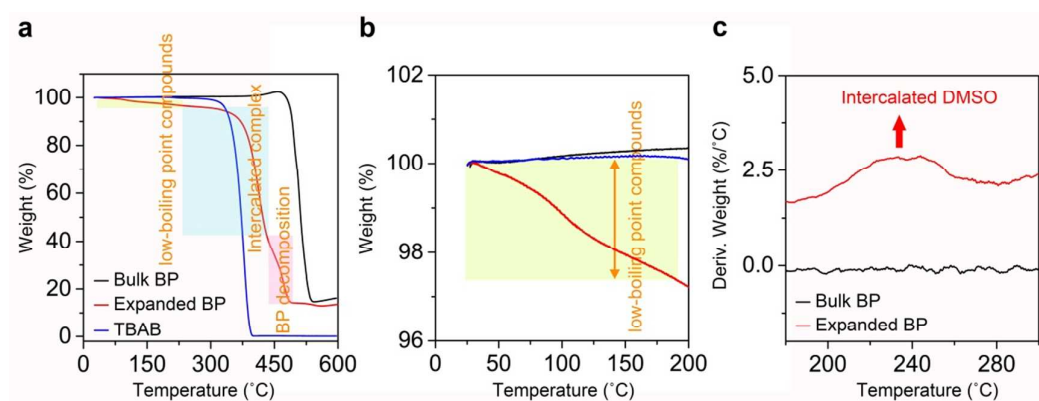 a
Weight (%)
100
80
60
40
20
0
low-boiling point compounds
Intercalated complex
BP decomposition
Bulk BP
Expanded BP
TBAB
0 150 300 450 600
Temperature (˚C)
b
Weight (%)
102
100
98
96
low-boiling point compounds
0 50 100 150 200
Temperature (˚C)
c
Deriv. Weight (%/˚C)
5.0
2.5
0.0
Intercalated DMSO
Bulk BP
Expanded BP
200 240 280
Temperature (˚C)